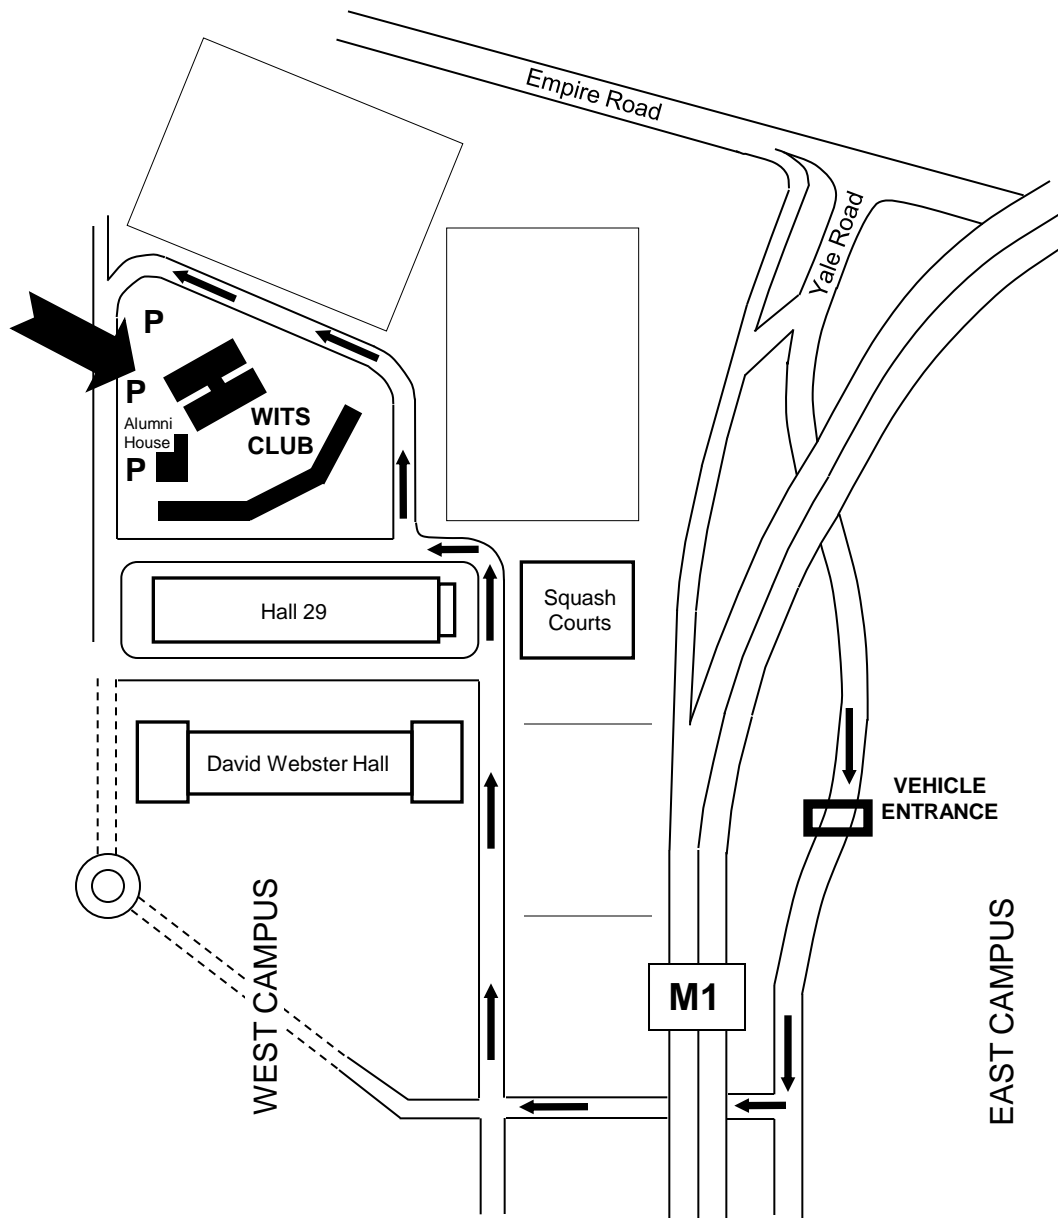 Empire Road
Yale Road
P
P
Alumni
House
WITS
CLUB
P
Hall 29
Squash
Courts
David Webster Hall
VEHICLE
ENTRANCE
WEST CAMPUS
M1
EAST CAMPUS